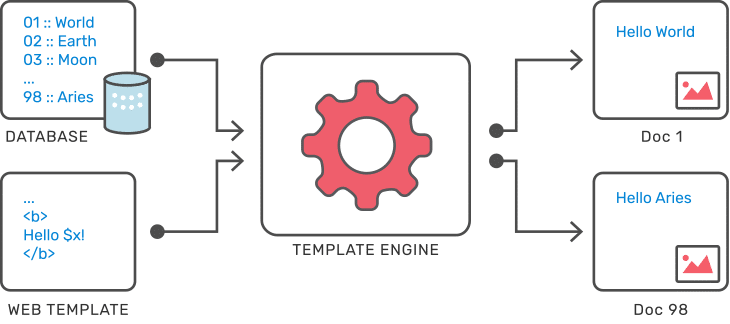 01 :: World
02 :: Earth
03 :: Moon
...
98 :: Aries
DATABASE
...
<b>
Hello $x!
</b>
WEB TEMPLATE
TEMPLATE ENGINE
Hello World
Doc 1
Hello Aries
Doc 98